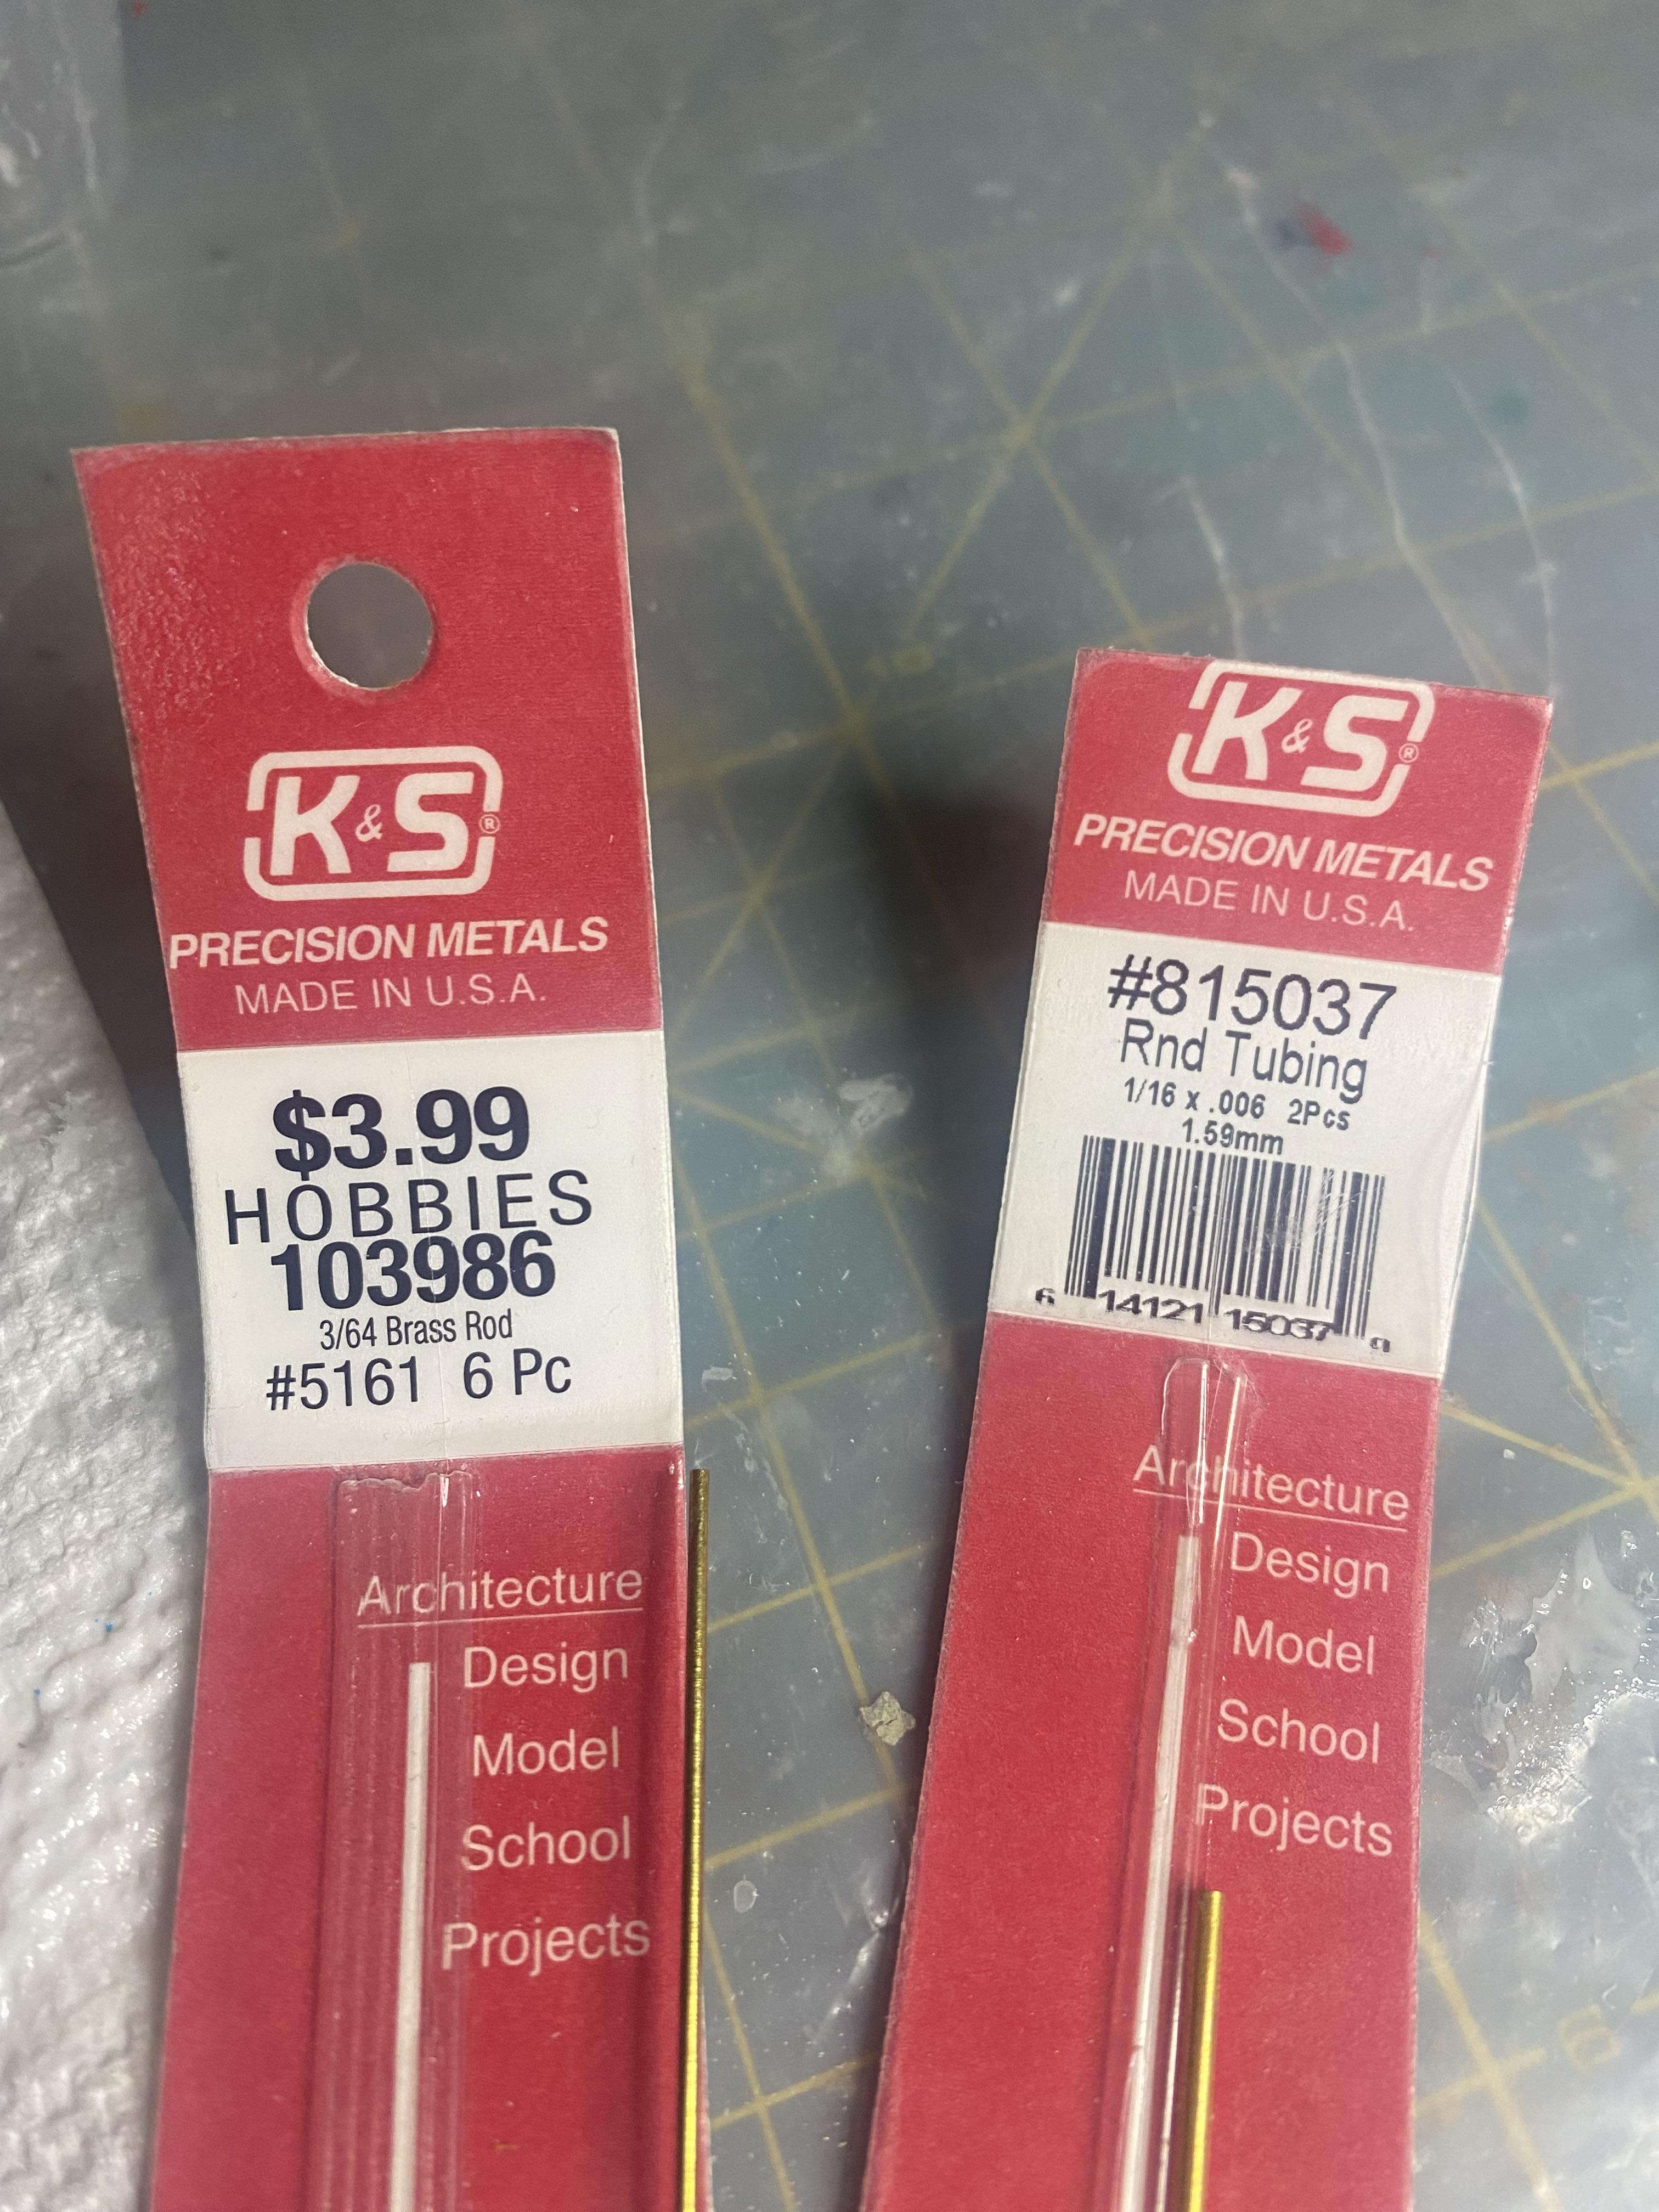 K&S®
PRECISION METALS
MADE IN U.S.A.
$3.99
HOBBIES
103986
3/64 Brass Rod
#5161 6 Pc
Architecture
Design
Model
School
Projects
K&S®
PRECISION METALS
MADE IN U.S.A.
#815037
Rnd Tubing
1/16 x .006 2Pcs
1.59mm
6 14121 15037 9
Architecture
Design
Model
School
Projects